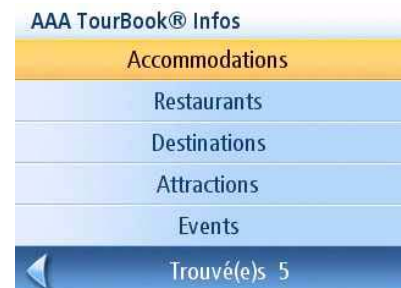 AAA TourBook® Infos
Accommodations
Restaurants
Destinations
Attractions
Events
Trouvé(e)s 5